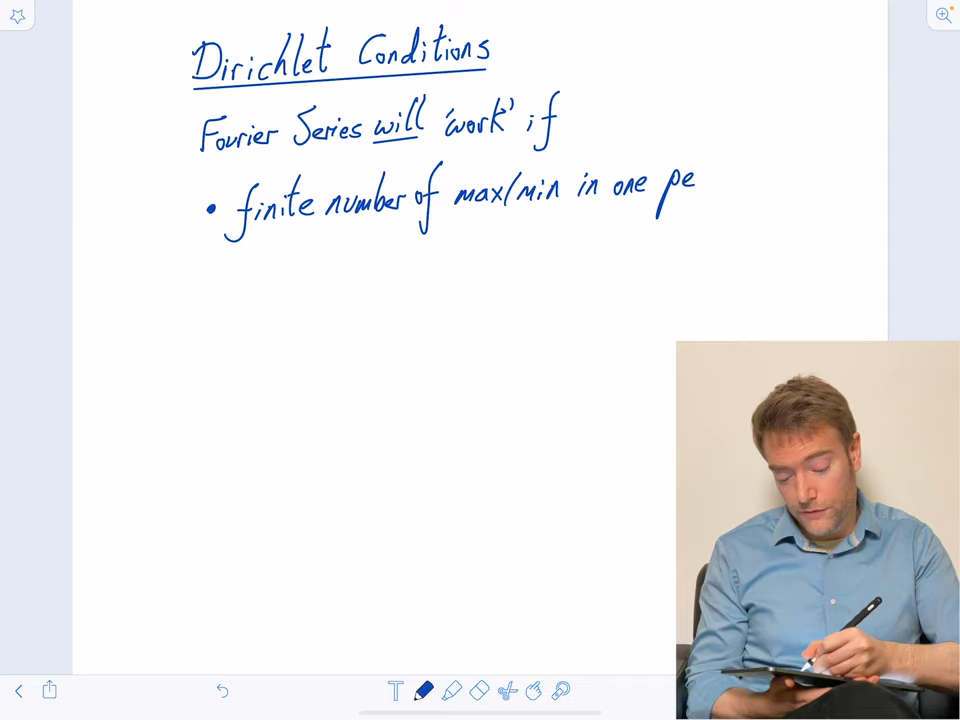 Dirichlet Conditions
Fourier Series will 'work' if
• finite number of max/min in one pe